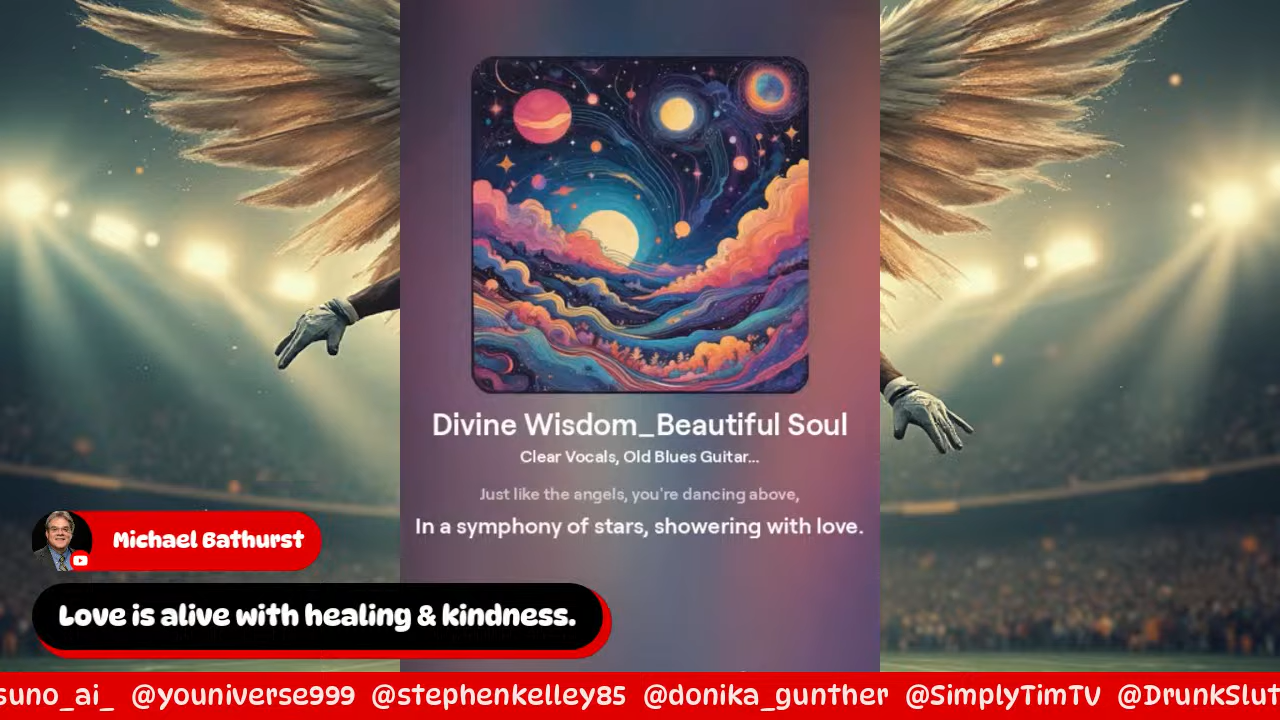 Divine Wisdom_Beautiful Soul
Clear Vocals, Old Blues Guitar...
Just like the angels, you're dancing above,
In a symphony of stars, showering with love.
Michael Bathurst
Love is alive with healing & kindness.
suno_ai_ @youniverse999 @stephenkelley85 @donika_gunther @SimplyTimTV @DrunkSlut